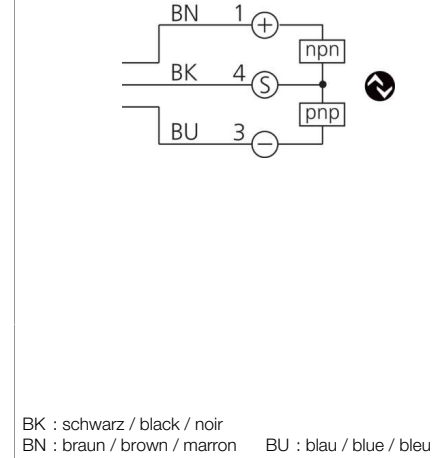 BN 1 +
npn
BK 4 S
pnp
BU 3 −
BK : schwarz / black / noir
BN : braun / brown / marron BU : blau / blue / bleu